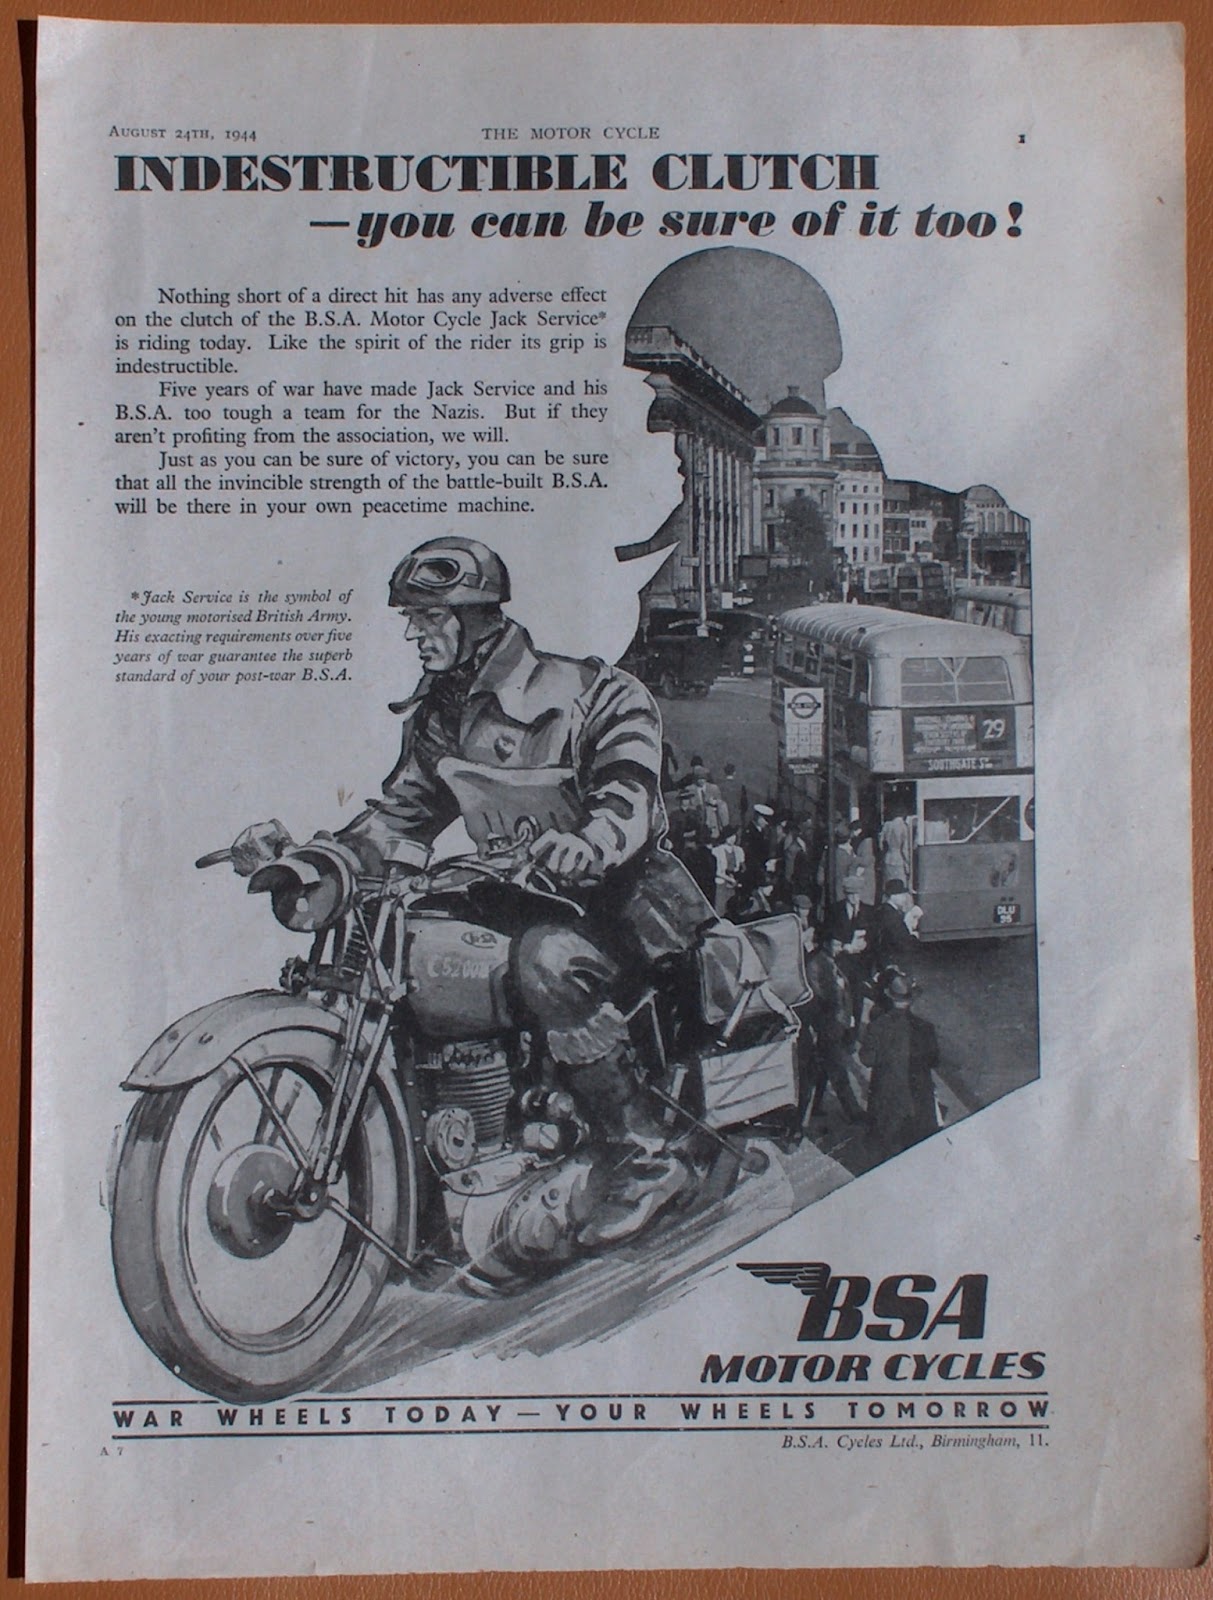 AUGUST 24TH, 1944 THE MOTOR CYCLE 1
INDESTRUCTIBLE CLUTCH
—you can be sure of it too!
Nothing short of a direct hit has any adverse effect
on the clutch of the B.S.A. Motor Cycle Jack Service*
is riding today. Like the spirit of the rider its grip is
indestructible.
Five years of war have made Jack Service and his
B.S.A. too tough a team for the Nazis. But if they
aren't profiting from the association, we will.
Just as you can be sure of victory, you can be sure
that all the invincible strength of the battle-built B.S.A.
will be there in your own peacetime machine.
*Jack Service is the symbol of
the young motorised British Army.
His exacting requirements over five
years of war guarantee the superb
standard of your post-war B.S.A.
29
SOUTHGATE
TRAFALGAR
SQUARE
DLU
95
BSA
BSA
MOTOR CYCLES
WAR WHEELS TODAY — YOUR WHEELS TOMORROW
A 7
B.S.A. Cycles Ltd., Birmingham, 11.